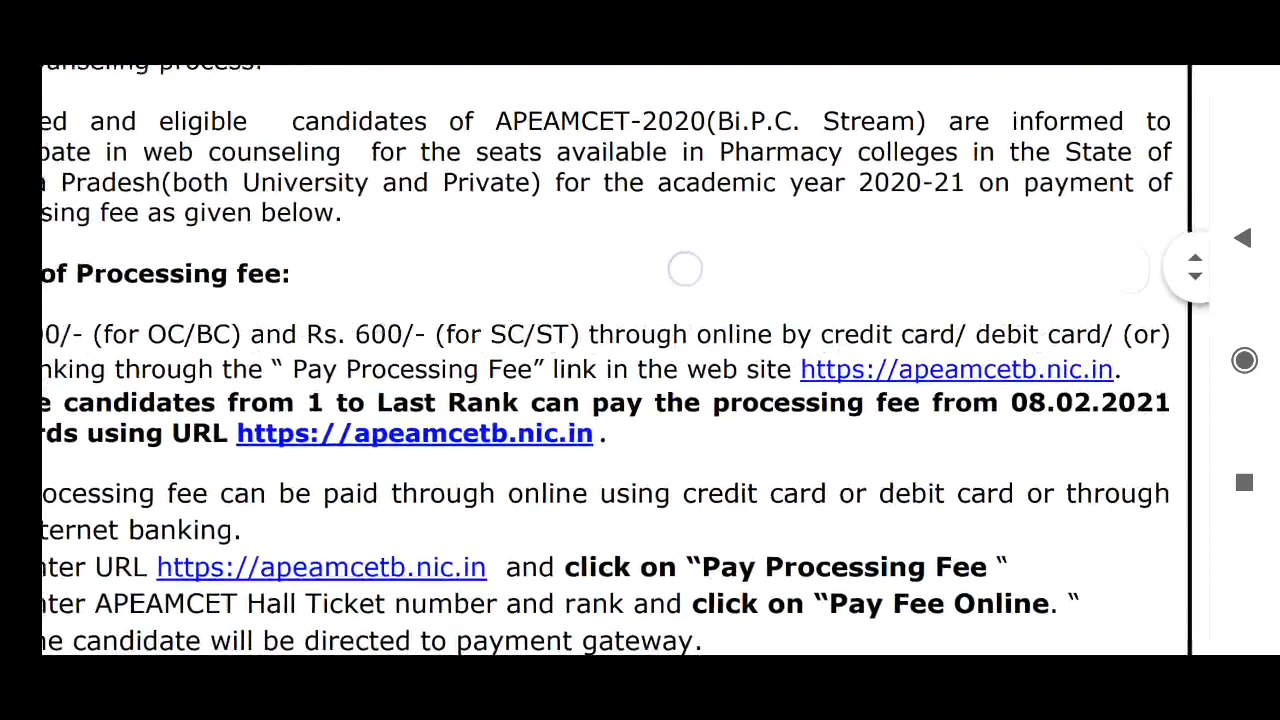 ed and eligible candidates of APEAMCET-2020(Bi.P.C. Stream) are informed to
pate in web counseling for the seats available in Pharmacy colleges in the State of
a Pradesh(both University and Private) for the academic year 2020-21 on payment of
sing fee as given below.
of Processing fee:
00/- (for OC/BC) and Rs. 600/- (for SC/ST) through online by credit card/ debit card/ (or)
nking through the “ Pay Processing Fee” link in the web site https://apeamcetb.nic.in.
e candidates from 1 to Last Rank can pay the processing fee from 08.02.2021
rds using URL https://apeamcetb.nic.in .
ocessing fee can be paid through online using credit card or debit card or through
ternet banking.
nter URL https://apeamcetb.nic.in and click on “Pay Processing Fee “
nter APEAMCET Hall Ticket number and rank and click on “Pay Fee Online. “
he candidate will be directed to payment gateway.